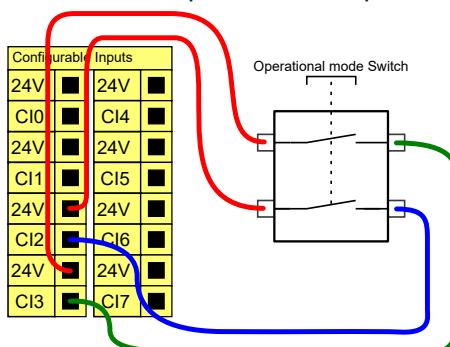 Configurable Inputs
24V 24V
CI0 CI4
24V 24V
CI1 CI5
24V 24V
CI2 CI6
24V 24V
CI3 CI7
Operational mode Switch